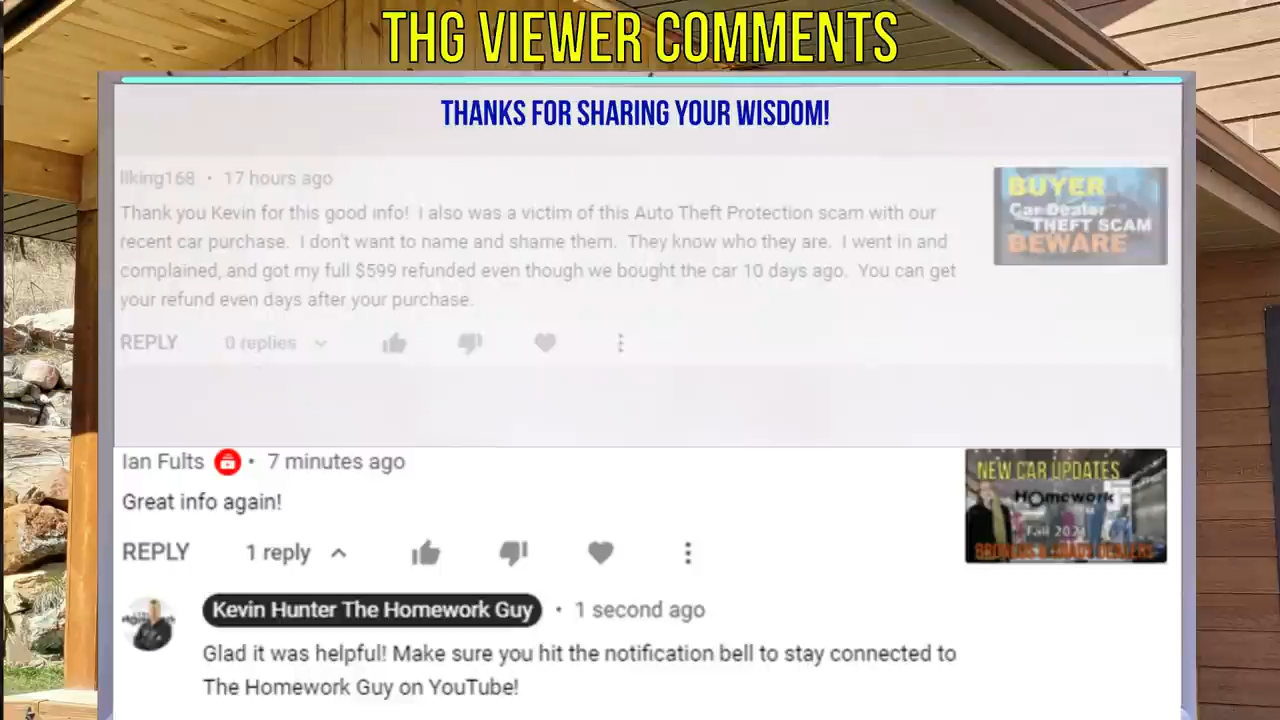 THG VIEWER COMMENTS
THANKS FOR SHARING YOUR WISDOM!
llking168 • 17 hours ago
Thank you Kevin for this good info! I also was a victim of this Auto Theft Protection scam with our
recent car purchase. I don't want to name and shame them. They know who they are. I went in and
complained, and got my full $599 refunded even though we bought the car 10 days ago. You can get
your refund even days after your purchase.
BUYER
Car Dealer
THEFT SCAM
BEWARE
REPLY 0 replies
Ian Fults • 7 minutes ago
Great info again!
NEW CAR UPDATES
Homework
Fall 2021
REPLY 1 reply
Kevin Hunter The Homework Guy • 1 second ago
Glad it was helpful! Make sure you hit the notification bell to stay connected to
The Homework Guy on YouTube!